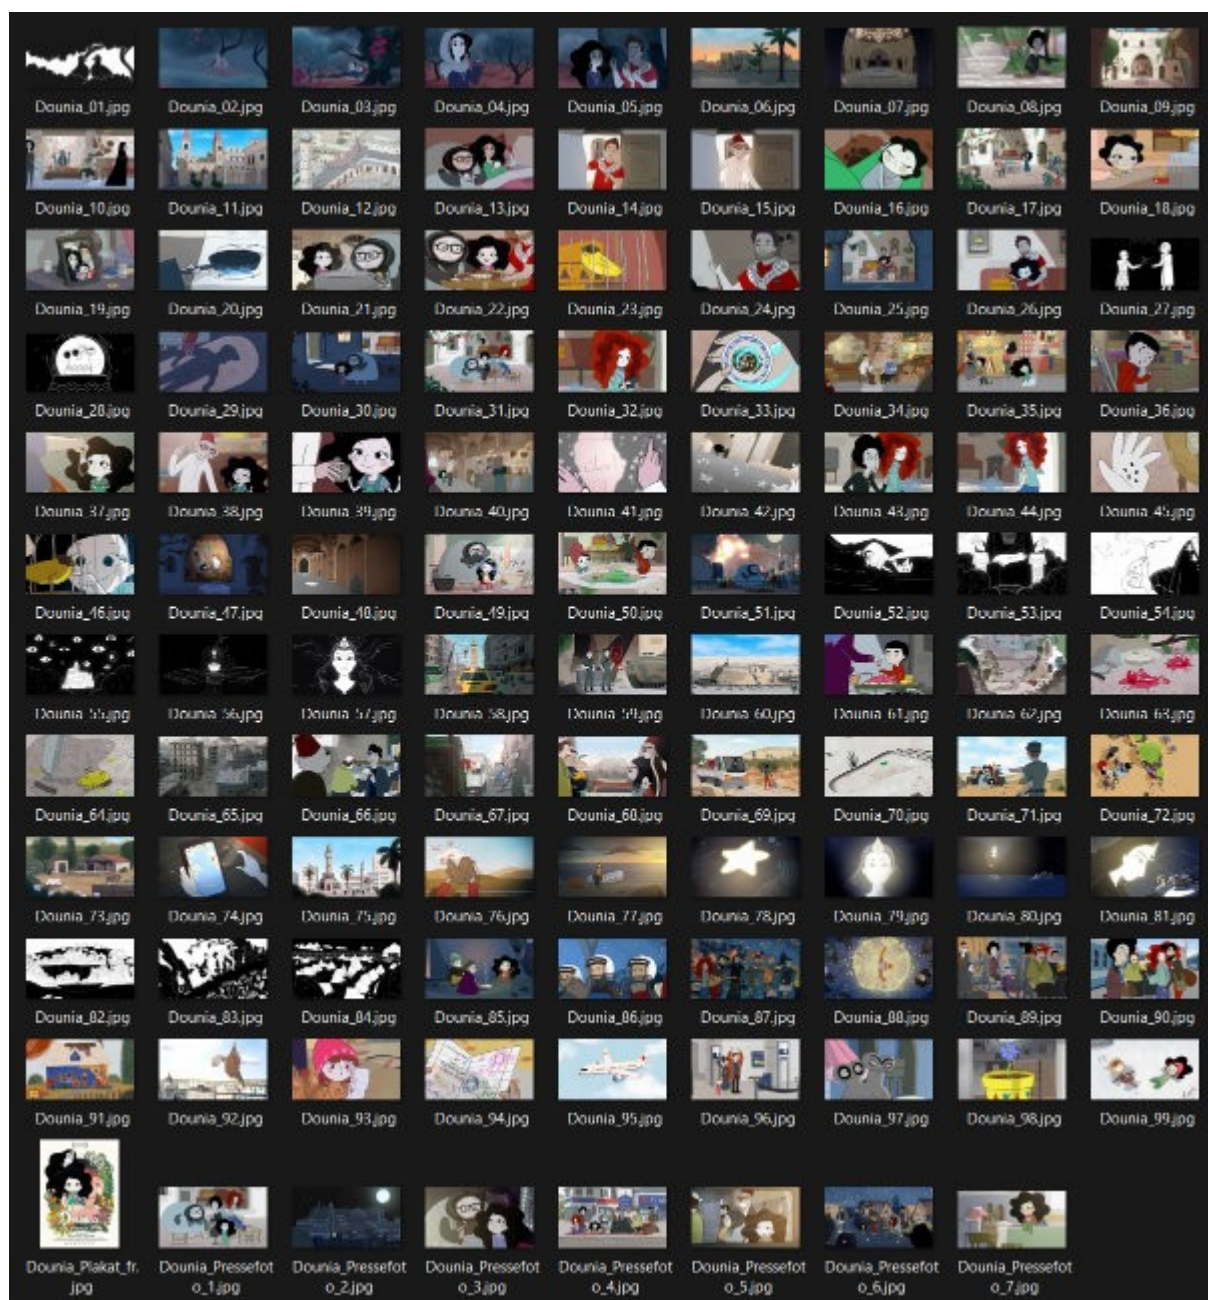 Dounia_01.jpg Dounia_02.jpg Dounia_03.jpg Dounia_04.jpg Dounia_05.jpg Dounia_06.jpg Dounia_07.jpg Dounia_08.jpg Dounia_09.jpg
Dounia_10.jpg Dounia_11.jpg Dounia_12.jpg Dounia_13.jpg Dounia_14.jpg Dounia_15.jpg Dounia_16.jpg Dounia_17.jpg Dounia_18.jpg
Dounia_19.jpg Dounia_20.jpg Dounia_21.jpg Dounia_22.jpg Dounia_23.jpg Dounia_24.jpg Dounia_25.jpg Dounia_26.jpg Dounia_27.jpg
Dounia_28.jpg Dounia_29.jpg Dounia_30.jpg Dounia_31.jpg Dounia_32.jpg Dounia_33.jpg Dounia_34.jpg Dounia_35.jpg Dounia_36.jpg
Dounia_37.jpg Dounia_38.jpg Dounia_39.jpg Dounia_40.jpg Dounia_41.jpg Dounia_42.jpg Dounia_43.jpg Dounia_44.jpg Dounia_45.jpg
Dounia_46.jpg Dounia_47.jpg Dounia_48.jpg Dounia_49.jpg Dounia_50.jpg Dounia_51.jpg Dounia_52.jpg Dounia_53.jpg Dounia_54.jpg
Dounia_55.jpg Dounia_56.jpg Dounia_57.jpg Dounia_58.jpg Dounia_59.jpg Dounia_60.jpg Dounia_61.jpg Dounia_62.jpg Dounia_63.jpg
Dounia_64.jpg Dounia_65.jpg Dounia_66.jpg Dounia_67.jpg Dounia_68.jpg Dounia_69.jpg Dounia_70.jpg Dounia_71.jpg Dounia_72.jpg
Dounia_73.jpg Dounia_74.jpg Dounia_75.jpg Dounia_76.jpg Dounia_77.jpg Dounia_78.jpg Dounia_79.jpg Dounia_80.jpg Dounia_81.jpg
Dounia_82.jpg Dounia_83.jpg Dounia_84.jpg Dounia_85.jpg Dounia_86.jpg Dounia_87.jpg Dounia_88.jpg Dounia_89.jpg Dounia_90.jpg
Dounia_91.jpg Dounia_92.jpg Dounia_93.jpg Dounia_94.jpg Dounia_95.jpg Dounia_96.jpg Dounia_97.jpg Dounia_98.jpg Dounia_99.jpg
Dounia_Plakat_fr. Dounia_Pressefot Dounia_Pressefot Dounia_Pressefot Dounia_Pressefot Dounia_Pressefot Dounia_Pressefot Dounia_Pressefot
jpg o_1.jpg o_2.jpg o_3.jpg o_4.jpg o_5.jpg o_6.jpg o_7.jpg